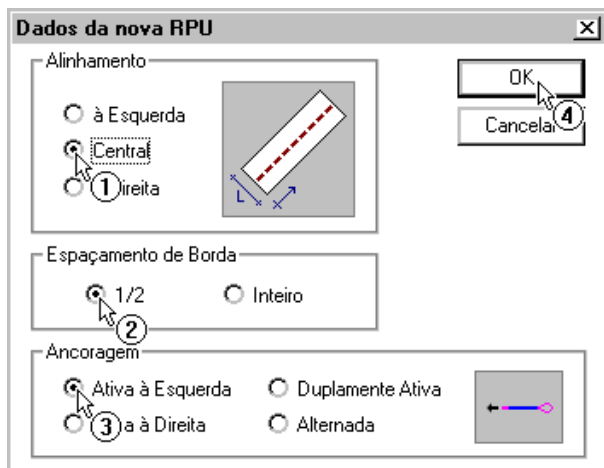 Dados da nova RPU
Alinhamento
à Esquerda
Central
1
ireita
L
x
OK
4
Cancelar
Espaçamento de Borda
1/2
Inteiro
2
Ancoragem
Ativa à Esquerda
Duplamente Ativa
3
a à Direita
Alternada